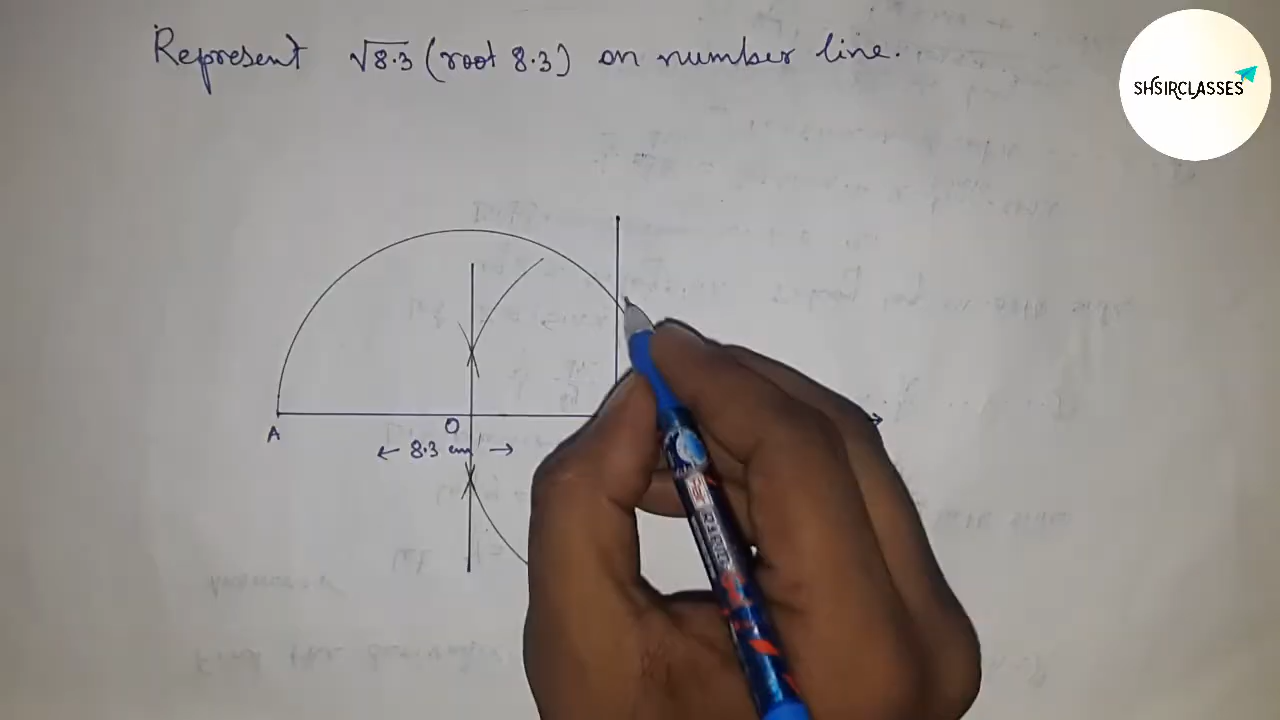 Represent √8.3 (root 8.3) on number line.
SHSIRCLASSES
A
O
← 8.3 cm →